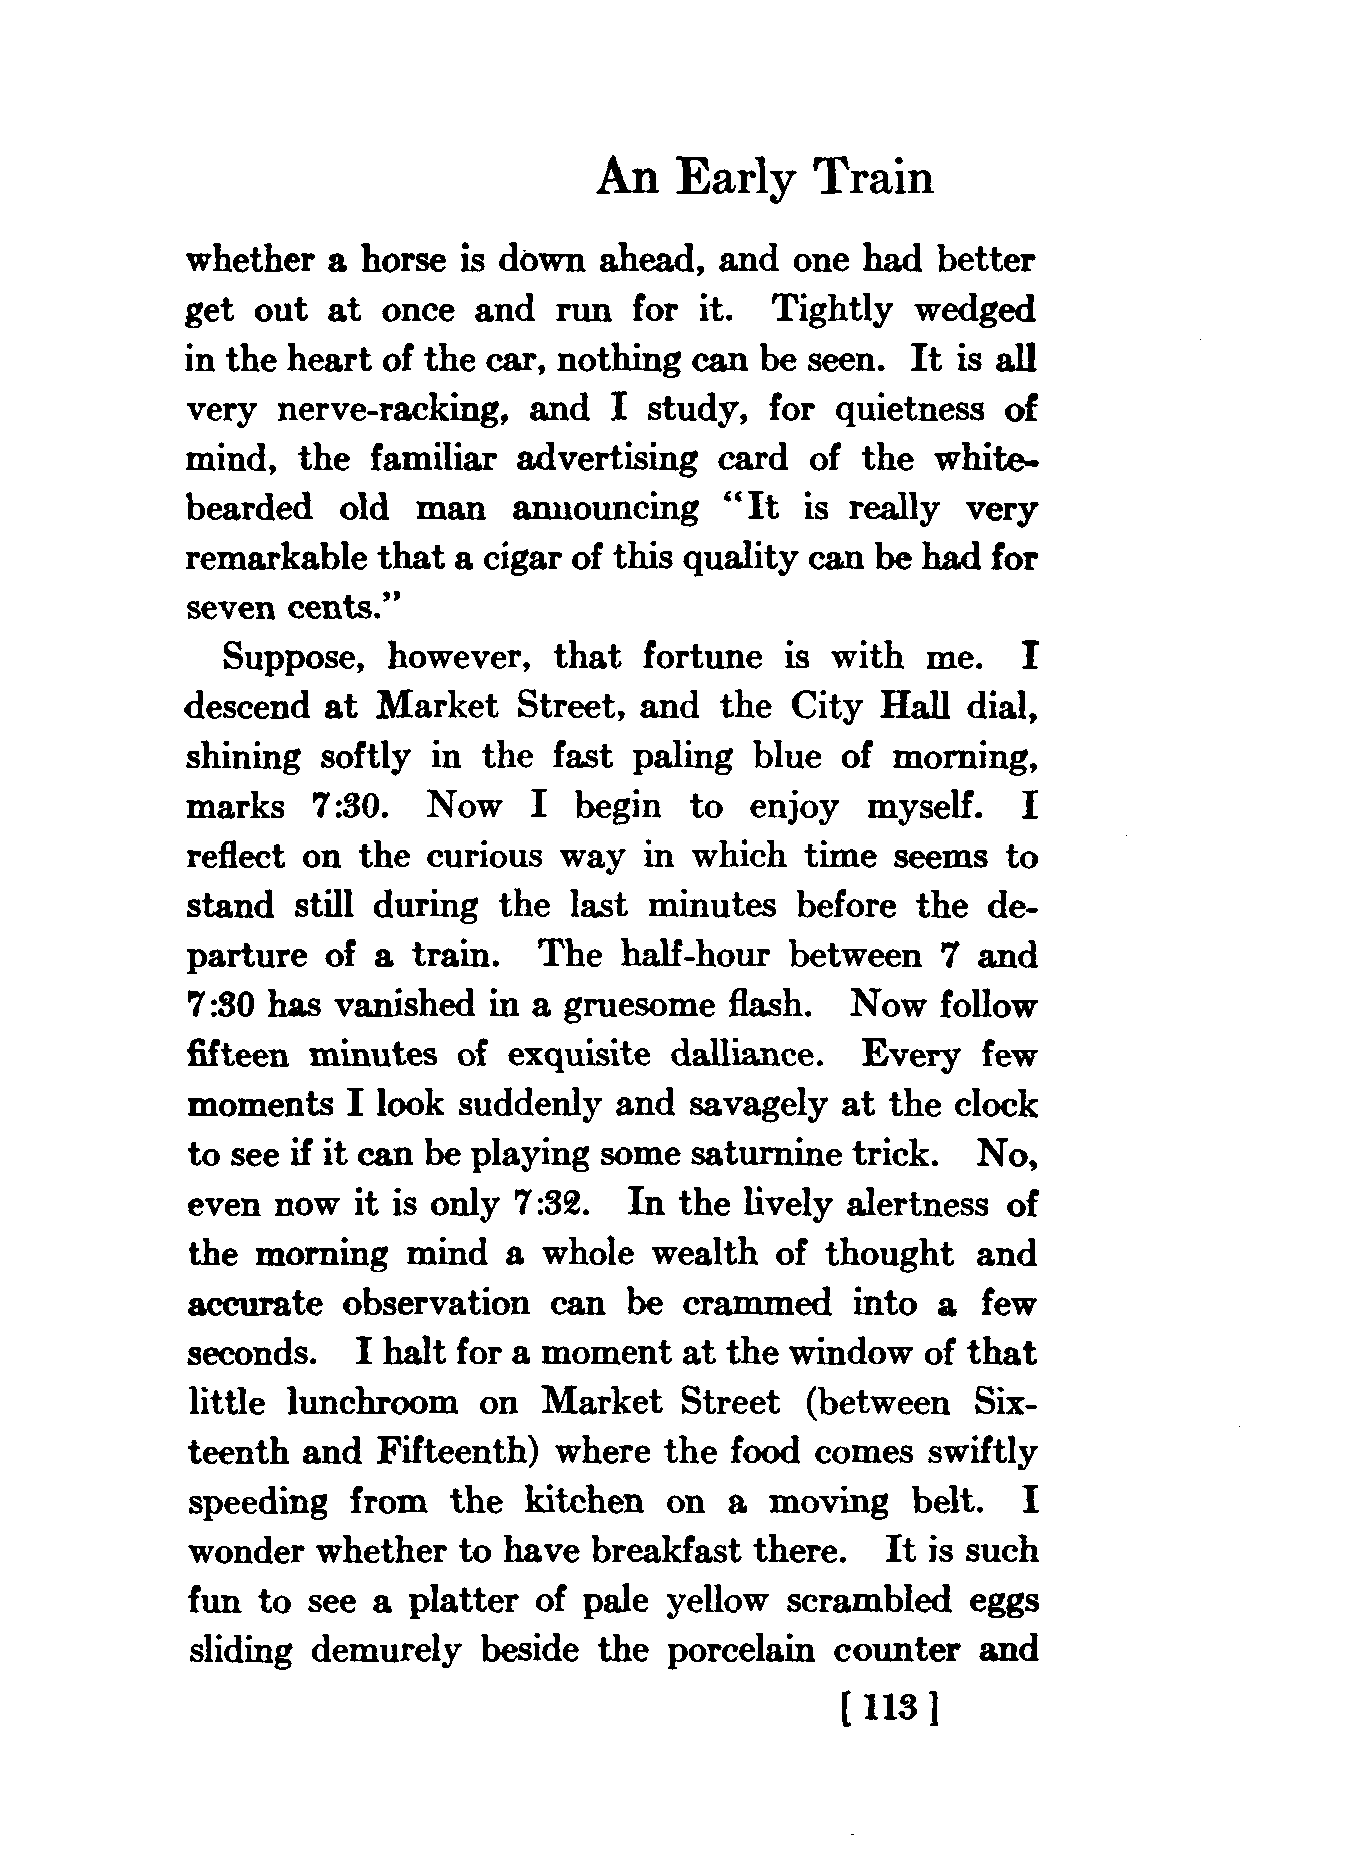 An Early Train
whether a horse is down ahead, and one had better
get out at once and run for it. Tightly wedged
in the heart of the car, nothing can be seen. It is all
very nerve-racking, and I study, for quietness of
mind, the familiar advertising card of the white-
bearded old man announcing "It is really very
remarkable that a cigar of this quality can be had for
seven cents."
Suppose, however, that fortune is with me. I
descend at Market Street, and the City Hall dial,
shining softly in the fast paling blue of morning,
marks 7:30. Now I begin to enjoy myself. I
reflect on the curious way in which time seems to
stand still during the last minutes before the de-
parture of a train. The half-hour between 7 and
7:30 has vanished in a gruesome flash. Now follow
fifteen minutes of exquisite dalliance. Every few
moments I look suddenly and savagely at the clock
to see if it can be playing some saturnine trick. No,
even now it is only 7:32. In the lively alertness of
the morning mind a whole wealth of thought and
accurate observation can be crammed into a few
seconds. I halt for a moment at the window of that
little lunchroom on Market Street (between Six-
teenth and Fifteenth) where the food comes swiftly
speeding from the kitchen on a moving belt. I
wonder whether to have breakfast there. It is such
fun to see a platter of pale yellow scrambled eggs
sliding demurely beside the porcelain counter and
[ 113 ]